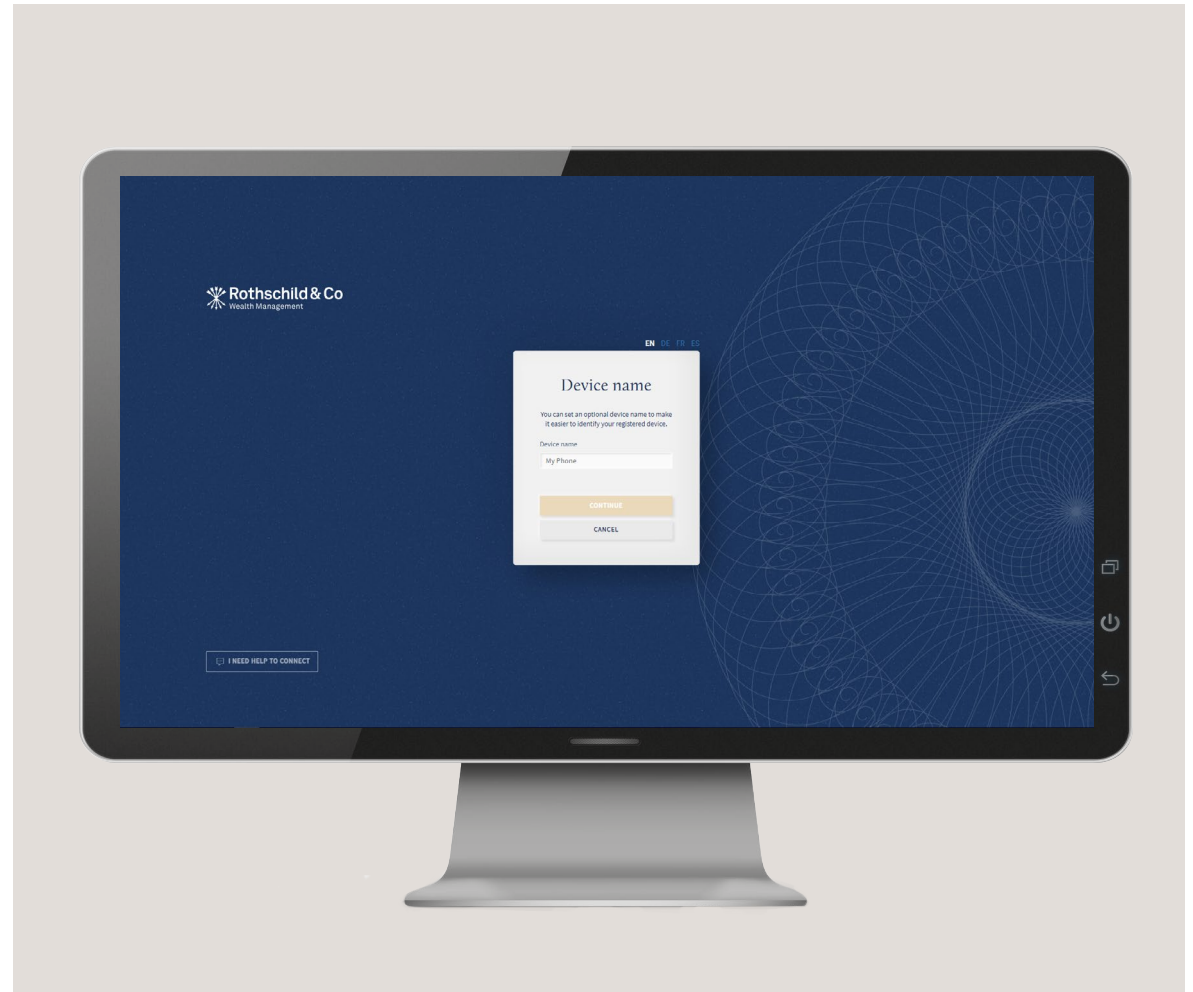 Rothschild & Co
Wealth Management
EN DE FR ES
Device name
You can set an optional device name to make
it easier to identify your registered device.
Device name
My Phone
CONTINUE
CANCEL
I NEED HELP TO CONNECT